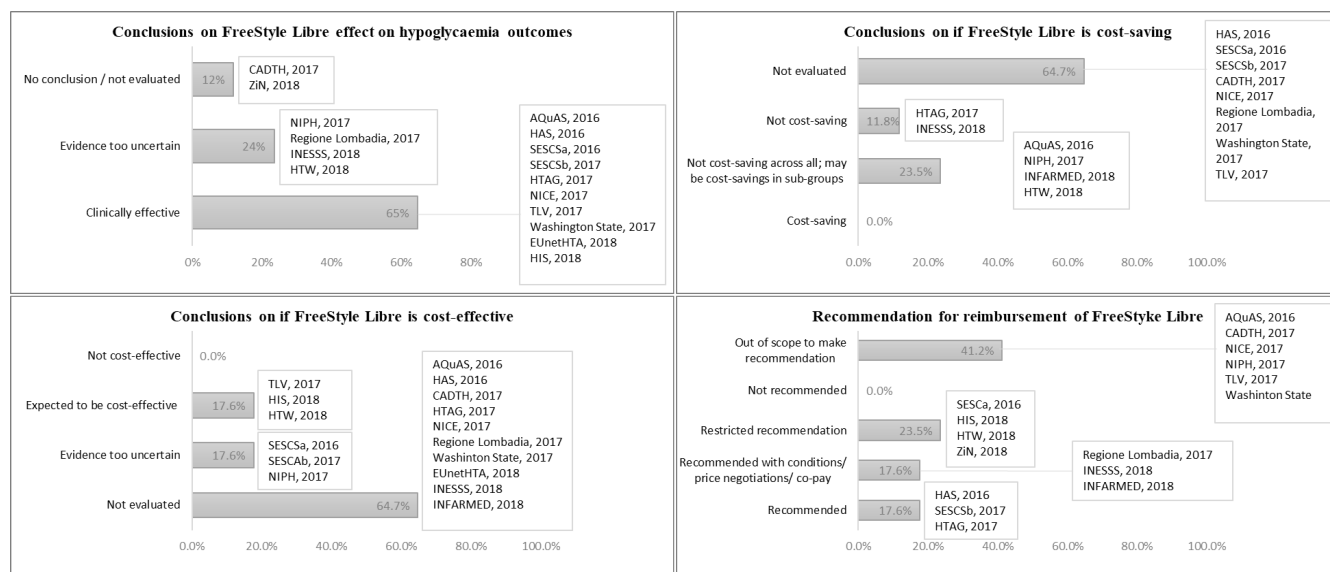 Conclusions on FreeStyle Libre effect on hypoglycaemia outcomes
No conclusion / not evaluated
12%
CADTH, 2017
ZiN, 2018
Evidence too uncertain
24%
NIPH, 2017
Regione Lombadia, 2017
INESSS, 2018
HTW, 2018
Clinically effective
65%
AQuAS, 2016
HAS, 2016
SESCSa, 2016
SESCSb, 2017
HTAG, 2017
NICE, 2017
TLV, 2017
Washington State, 2017
EUnetHTA, 2018
HIS, 2018
0% 20% 40% 60% 80%
Conclusions on if FreeStyle Libre is cost-saving
Not evaluated
64.7%
HAS, 2016
SESCSa, 2016
SESCSb, 2017
CADTH, 2017
NICE, 2017
Regione Lombadia,
2017
Washington State,
2017
TLV, 2017
Not cost-saving
11.8%
HTAG, 2017
INESSS, 2018
Not cost-saving across all; may
be cost-savings in sub-groups
23.5%
AQuAS, 2016
NIPH, 2017
INFARMED, 2018
HTW, 2018
Cost-saving
0.0%
0.0% 20.0% 40.0% 60.0% 80.0% 100.0%
Conclusions on if FreeStyle Libre is cost-effective
Not cost-effective
0.0%
Expected to be cost-effective
17.6%
TLV, 2017
HIS, 2018
HTW, 2018
Evidence too uncertain
17.6%
SESCSa, 2016
SESCAb, 2017
NIPH, 2017
Not evaluated
64.7%
AQuAS, 2016
HAS, 2016
CADTH, 2017
HTAG, 2017
NICE, 2017
Regione Lombadia, 2017
Washinton State, 2017
EUnetHTA, 2018
INESSS, 2018
INFARMED, 2018
0.0% 20.0% 40.0% 60.0% 80.0% 100.0%
Recommendation for reimbursement of FreeStyke Libre
Out of scope to make
recommendation
41.2%
AQuAS, 2016
CADTH, 2017
NICE, 2017
NIPH, 2017
TLV, 2017
Washinton State
Not recommended
0.0%
Restricted recommendation
23.5%
SESCa, 2016
HIS, 2018
HTW, 2018
ZiN, 2018
Recommended with conditions/
price negotiations/ co-pay
17.6%
Regione Lombadia, 2017
INESSS, 2018
INFARMED, 2018
Recommended
17.6%
HAS, 2016
SESCSb, 2017
HTAG, 2017
0.0% 20.0% 40.0% 60.0% 80.0% 100.0%